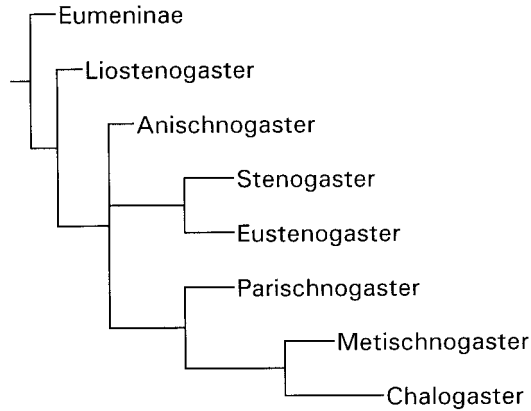 Eumeninae
Liostenogaster
Anischnogaster
Stenogaster
Eustenogaster
Parischnogaster
Metischnogaster
Chalogaster